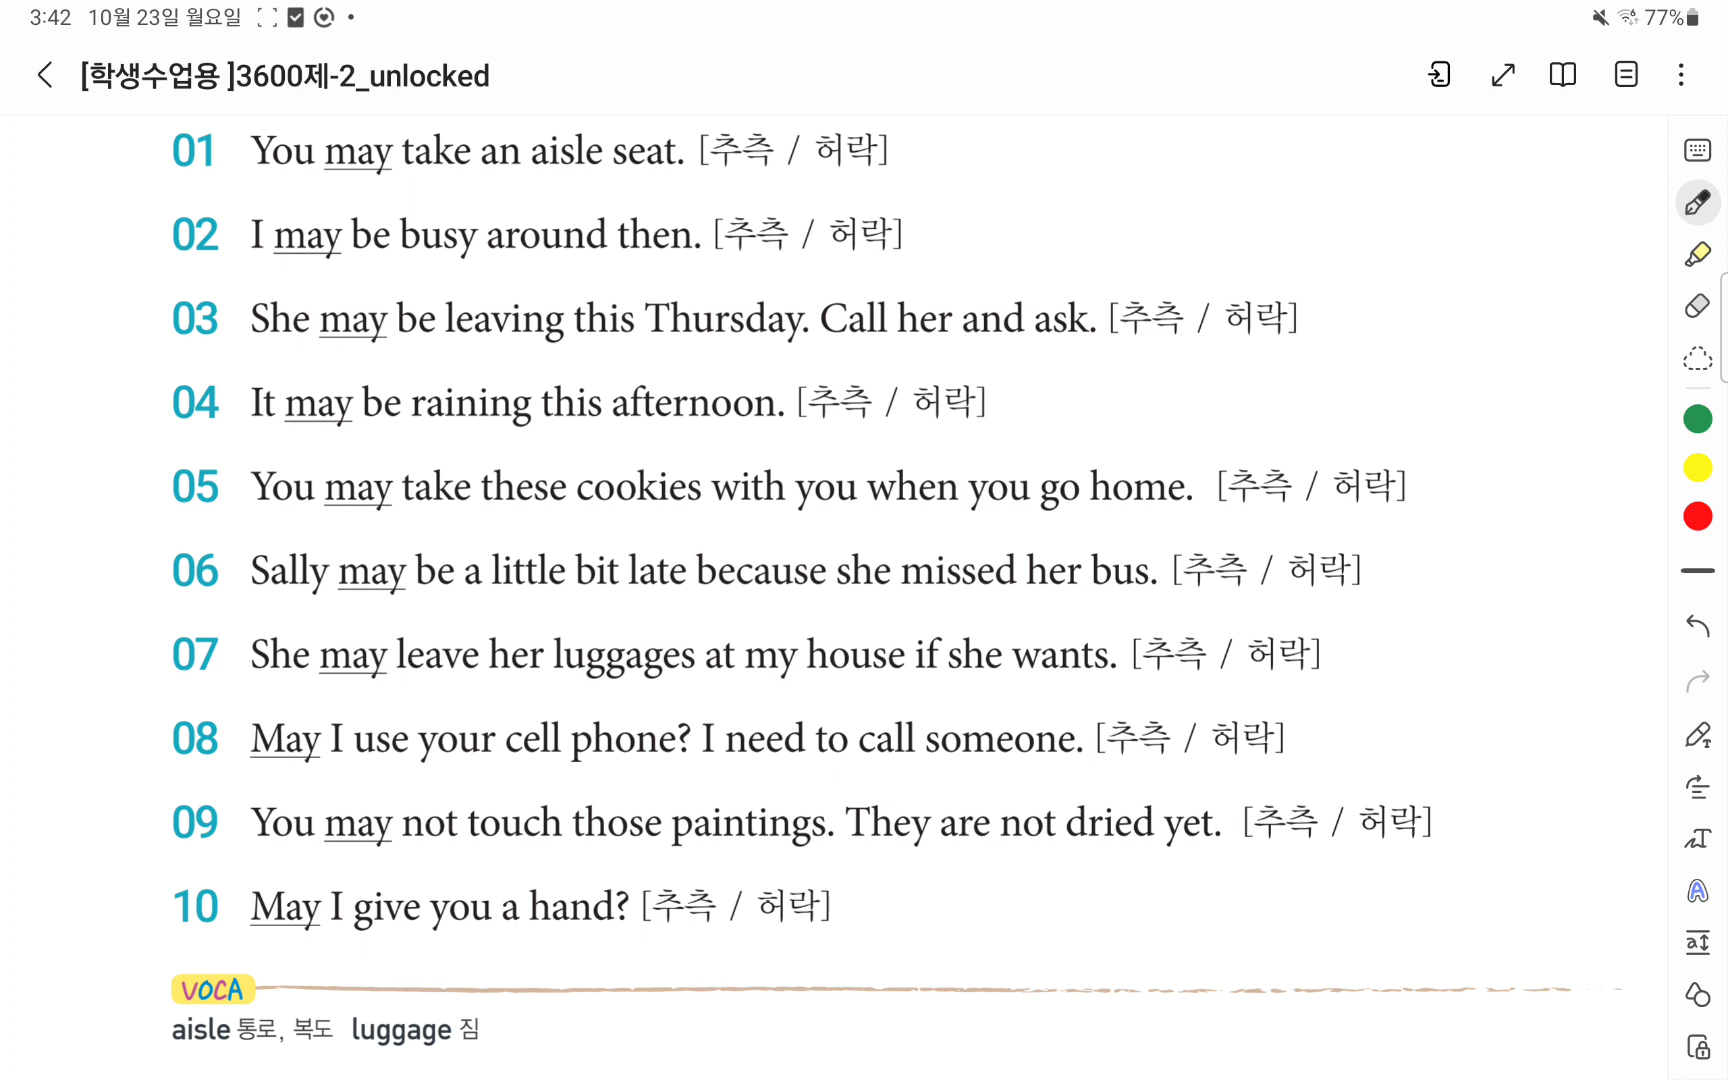 3:42 10월 23일 월요일 77%
[학생수업용 ]3600제-2_unlocked
01 You may take an aisle seat. [추측 / 허락]
02 I may be busy around then. [추측 / 허락]
03 She may be leaving this Thursday. Call her and ask. [추측 / 허락]
04 It may be raining this afternoon. [추측 / 허락]
05 You may take these cookies with you when you go home. [추측 / 허락]
06 Sally may be a little bit late because she missed her bus. [추측 / 허락]
07 She may leave her luggages at my house if she wants. [추측 / 허락]
08 May I use your cell phone? I need to call someone. [추측 / 허락]
09 You may not touch those paintings. They are not dried yet. [추측 / 허락]
10 May I give you a hand? [추측 / 허락]
VOCA
aisle 통로, 복도 luggage 짐